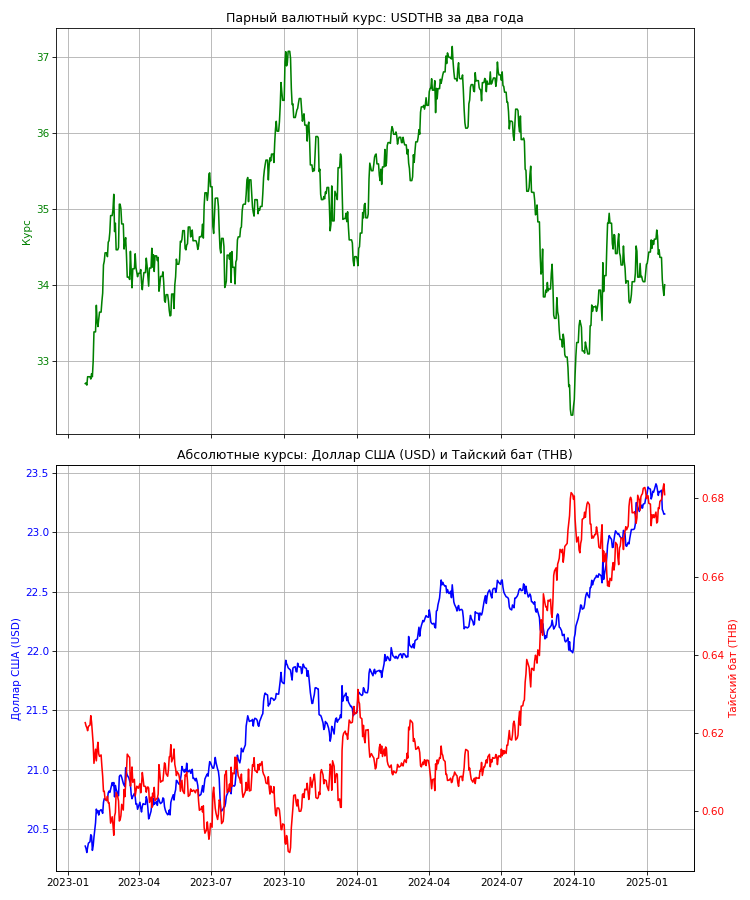 Парный валютный курс: USDTHB за два года
37
36
35
34
33
Курс
Абсолютные курсы: Доллар США (USD) и Тайский бат (THB)
23.5
23.0
22.5
22.0
21.5
21.0
20.5
Доллар США (USD)
0.68
0.66
0.64
0.62
0.60
Тайский бат (THB)
2023-01 2023-04 2023-07 2023-10 2024-01 2024-04 2024-07 2024-10 2025-01